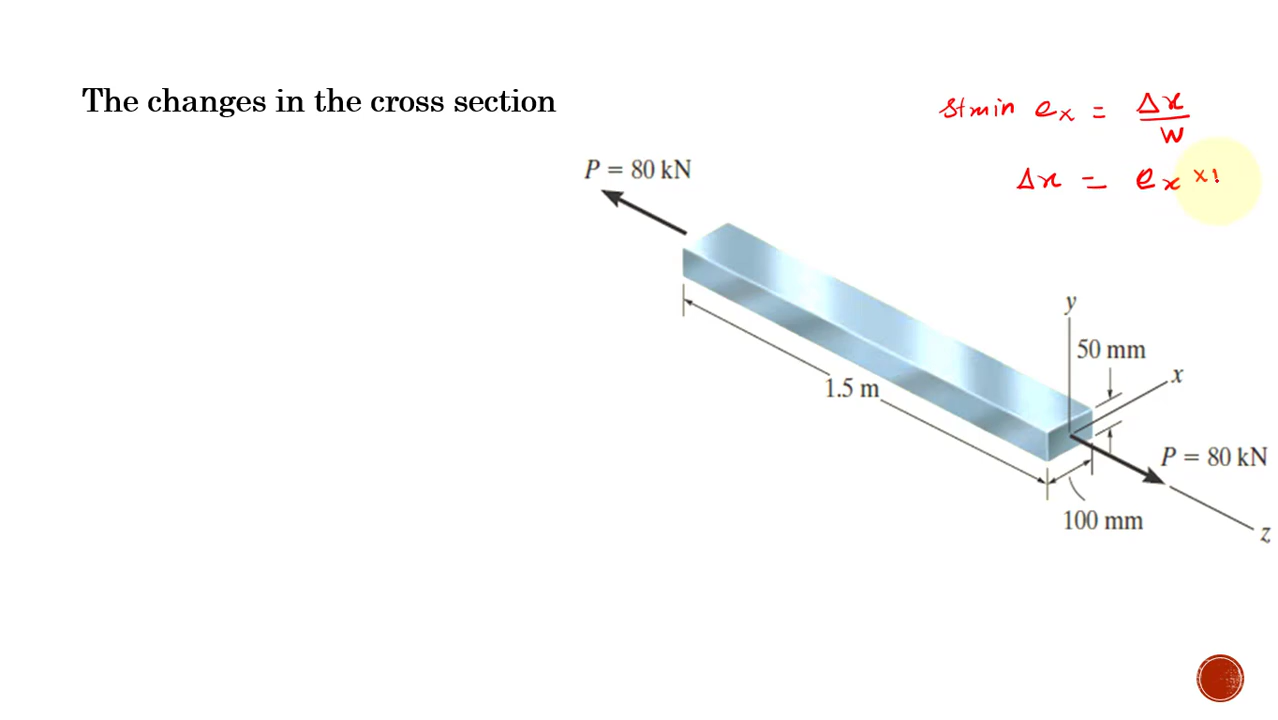 The changes in the cross section
strain ex = Δx
W
Δx = ex ×
P = 80 kN
y
50 mm
x
1.5 m
P = 80 kN
100 mm
z